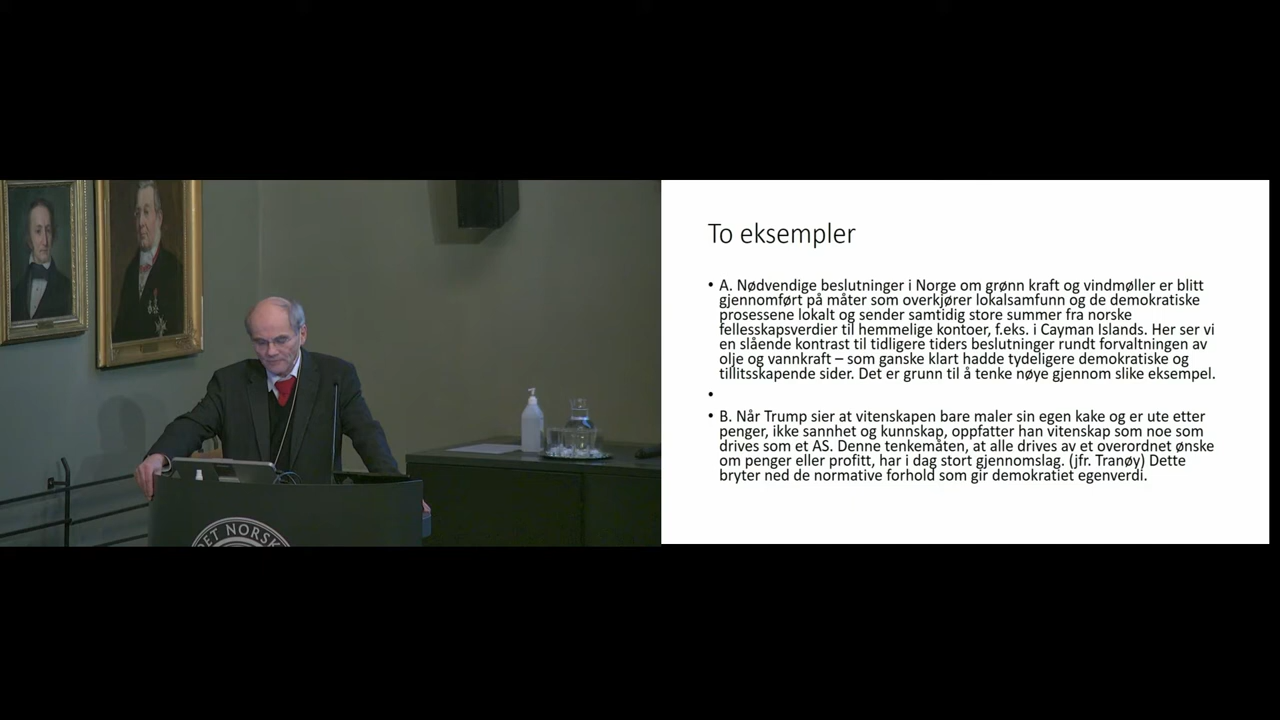 To eksempler
• A. Nødvendige beslutninger i Norge om grønn kraft og vindmøller er blitt
gjennomført på måter som overkjører lokalsamfunn og de demokratiske
prosessene lokalt og sender samtidig store summer fra norske
fellesskapsverdier til hemmelige kontoer, f.eks. i Cayman Islands. Her ser vi
en slående kontrast til tidligere tiders beslutninger rundt forvaltningen av
olje og vannkraft – som ganske klart hadde tydeligere demokratiske og
tillitsskapende sider. Det er grunn til å tenke nøye gjennom slike eksempel.
•
• B. Når Trump sier at vitenskapen bare maler sin egen kake og er ute etter
penger, ikke sannhet og kunnskap, oppfatter han vitenskap som noe som
drives som et AS. Denne tenkemåten, at alle drives av et overordnet ønske
om penger eller profitt, har i dag stort gjennomslag. (jfr. Tranøy) Dette
bryter ned de normative forhold som gir demokratiet egenverdi.
ET NORSK